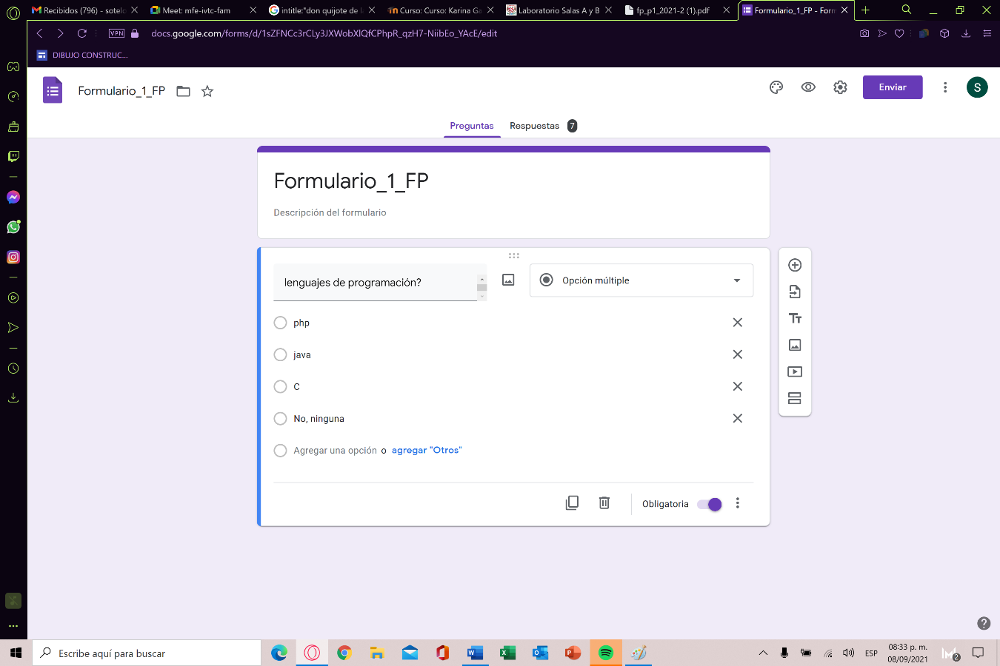 Recibidos (796) - sotelo
Meet: mfe-ivtc-fam
intitle:"don quijote de l
Curso: Curso: Karina Ga
Laboratorio Salas A y B
fp_p1_2021-2 (1).pdf
Formulario_1_FP - Form
VPN
docs.google.com/forms/d/1sZFNCc3rCLy3JXWobXlQfCPhpR_qzH7-NiibEo_YAcE/edit
DIBUJO CONSTRUC...
Formulario_1_FP
Enviar
S
Preguntas
Respuestas
7
Formulario_1_FP
Descripción del formulario
lenguajes de programación?
Opción múltiple
php
java
C
No, ninguna
Agregar una opción o agregar "Otros"
Obligatoria
Escribe aquí para buscar
ESP
08:33 p. m.
08/09/2021
2